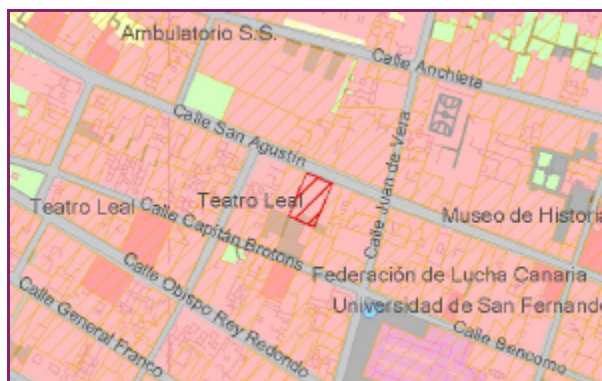 Ambulatorio S.S.
Calle Anchieta
Calle San Agustín
Calle Juan de Vera
Teatro Leal
Teatro Leal
Museo de Historia
Calle Capitán Brotons
Federación de Lucha Canaria
Calle Obispo Rey Redondo
Universidad de San Fernand
Calle General Franco
Calle Bencomo